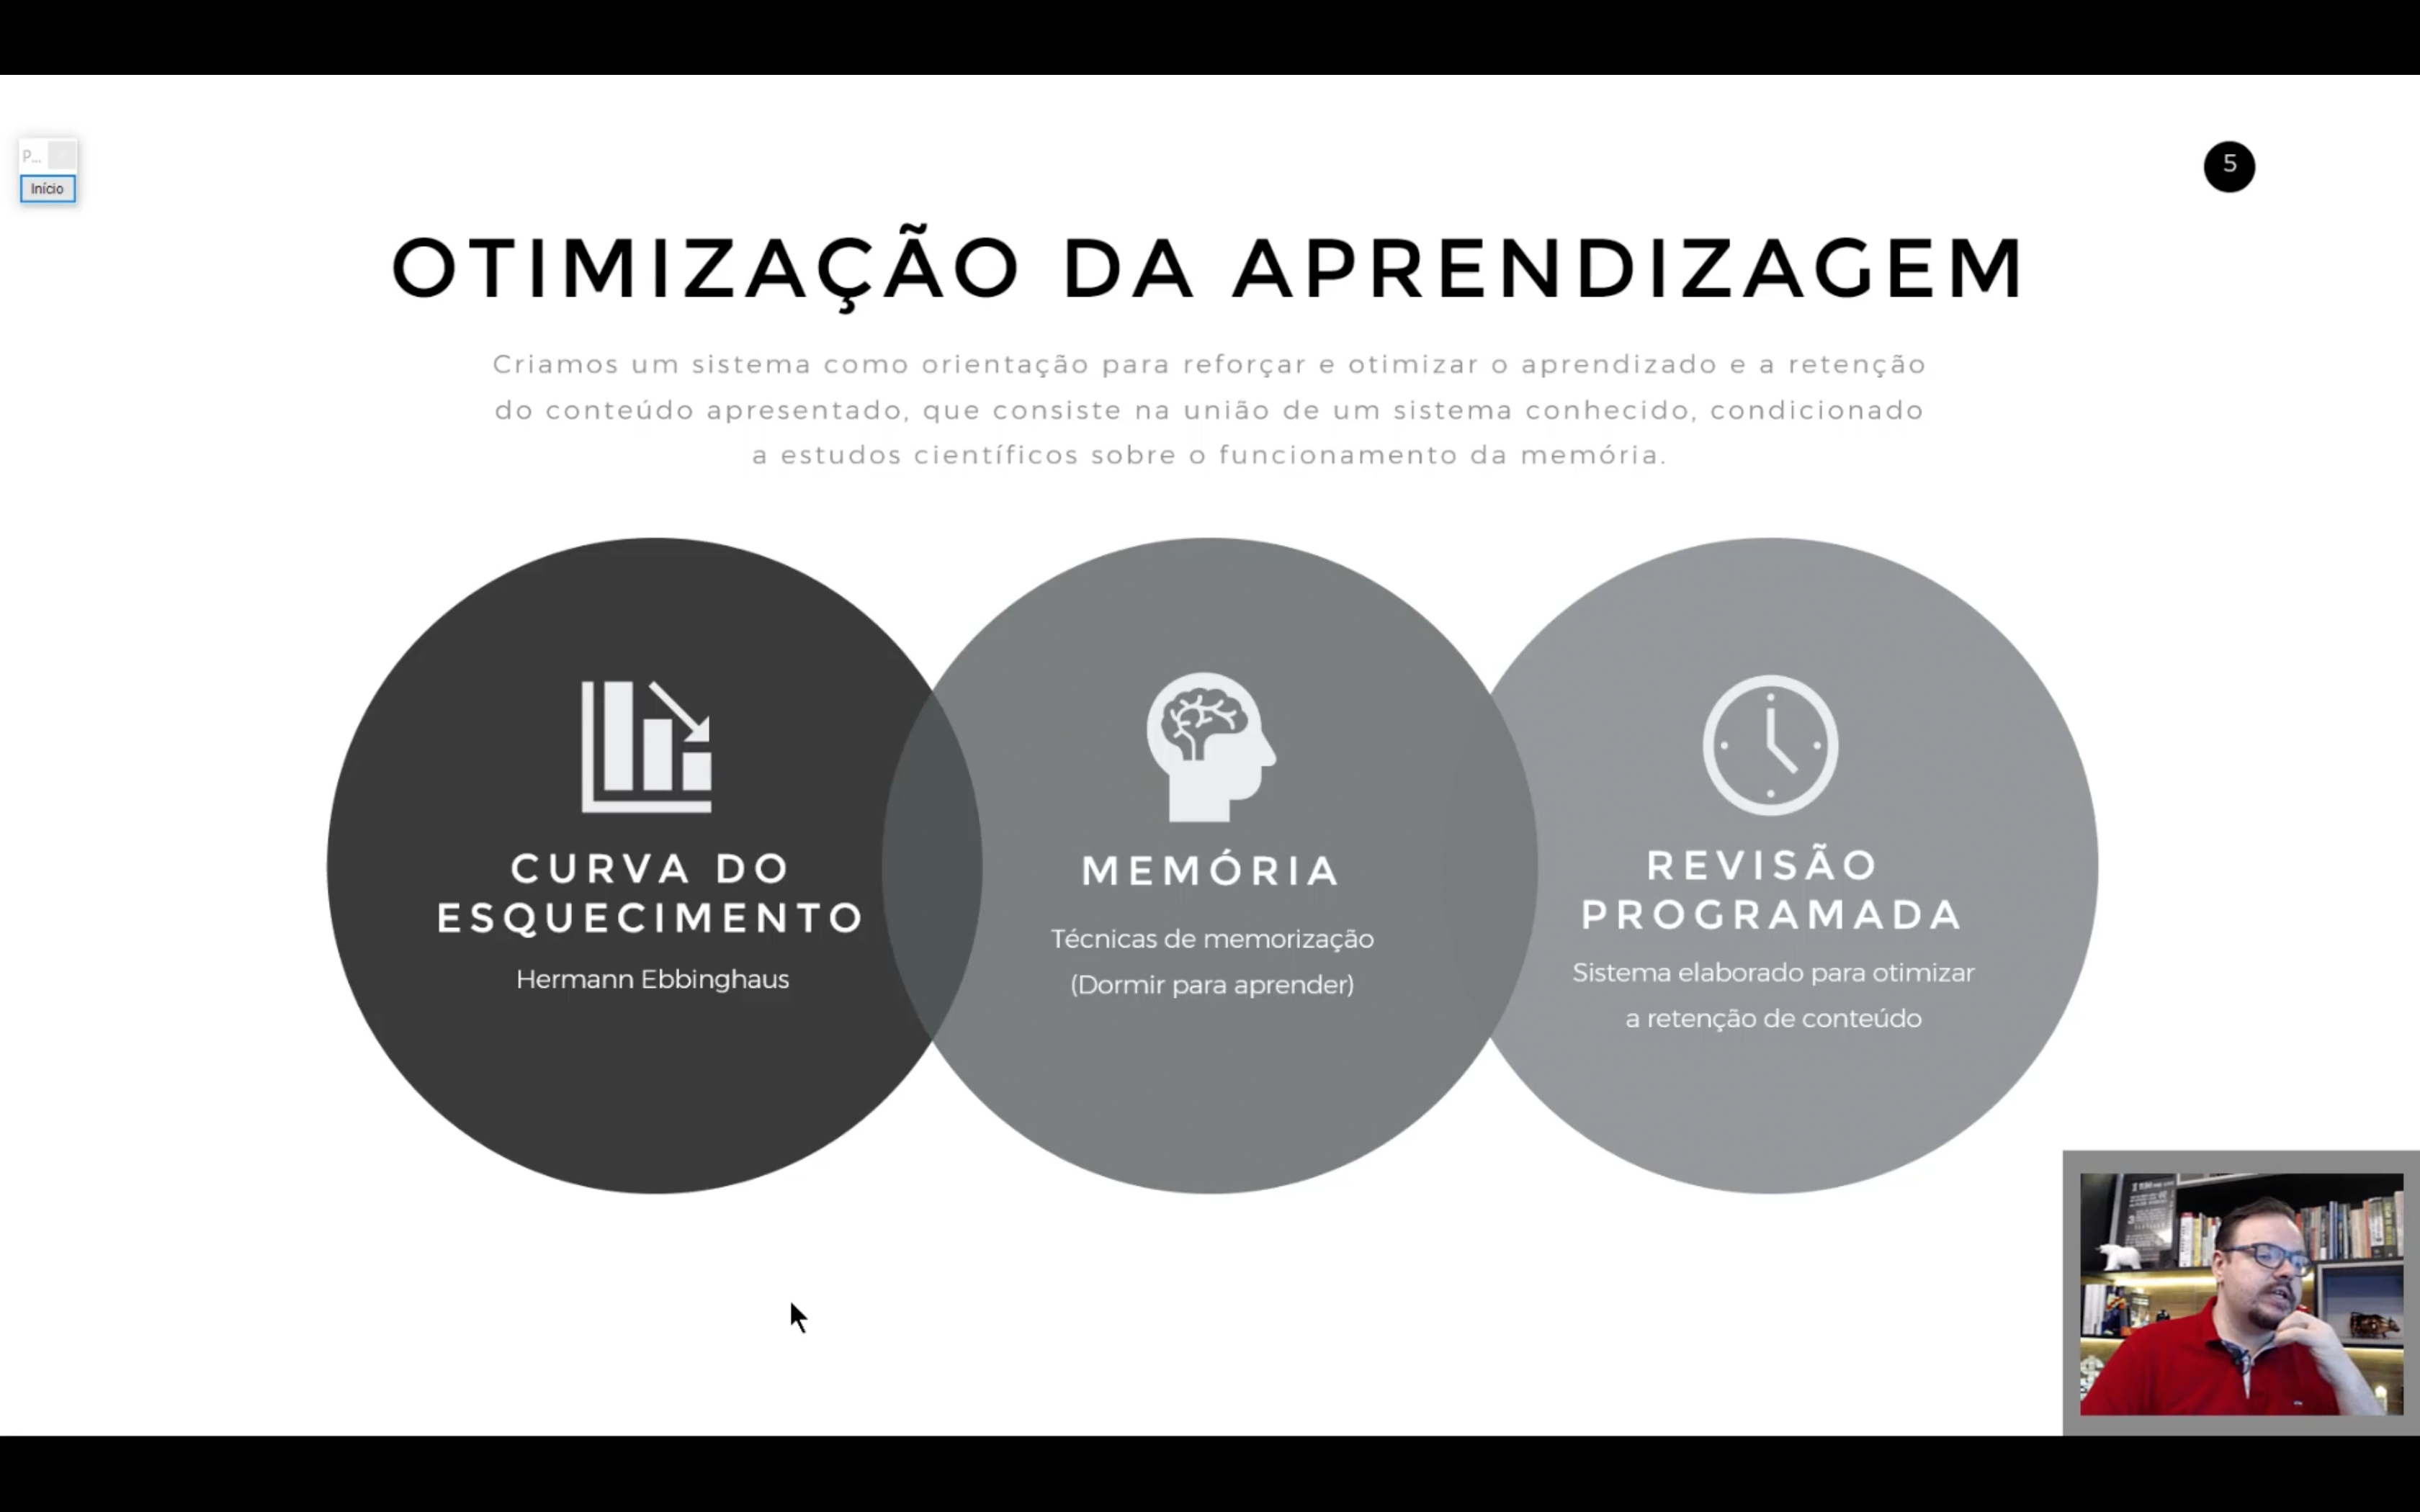 P...
Início
5
OTIMIZAÇÃO DA APRENDIZAGEM
Criamos um sistema como orientação para reforçar e otimizar o aprendizado e a retenção
do conteúdo apresentado, que consiste na união de um sistema conhecido, condicionado
a estudos científicos sobre o funcionamento da memória.
CURVA DO
ESQUECIMENTO
Hermann Ebbinghaus
MEMÓRIA
Técnicas de memorização
(Dormir para aprender)
REVISÃO
PROGRAMADA
Sistema elaborado para otimizar
a retenção de conteúdo